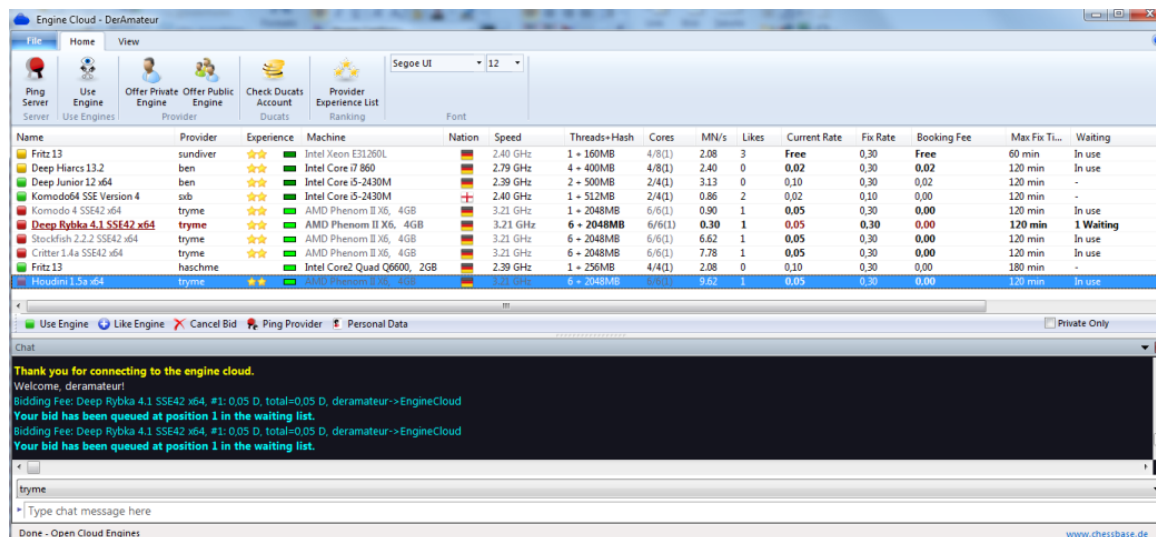 Engine Cloud - DerAmateur
File Home View
Segoe UI 12
Ping Server Use Engine Offer Private Engine Offer Public Engine Check Ducats Account Provider Experience List
Server Use Engines Provider Ducats Ranking Font
Name Provider Experience Machine Nation Speed Threads+Hash Cores MN/s Likes Current Rate Fix Rate Booking Fee Max Fix Ti... Waiting
Fritz 13 sundiver Intel Xeon E31260L 2.40 GHz 1 + 160MB 4/8(1) 2.08 3 Free 0,30 Free 60 min In use
Deep Hiarcs 13.2 ben Intel Core i7 860 2.79 GHz 4 + 400MB 4/8(1) 2.40 0 0,02 0,30 0,02 120 min In use
Deep Junior 12 x64 ben Intel Core i5-2430M 2.39 GHz 2 + 500MB 2/4(1) 3.13 0 0,10 0,30 0,02 120 min -
Komodo64 SSE Version 4 sxb Intel Core i5-2430M 2.40 GHz 1 + 512MB 2/4(1) 0.86 2 0,02 0,10 0,00 120 min -
Komodo 4 SSE42 x64 tryme AMD Phenom II X6, 4GB 3.21 GHz 1 + 2048MB 6/6(1) 0.90 1 0,05 0,30 0,00 120 min In use
Deep Rybka 4.1 SSE42 x64 tryme AMD Phenom II X6, 4GB 3.21 GHz 6 + 2048MB 6/6(1) 0.30 1 0,05 0,30 0,00 120 min 1 Waiting
Stockfish 2.2.2 SSE42 x64 tryme AMD Phenom II X6, 4GB 3.21 GHz 6 + 2048MB 6/6(1) 6.62 1 0,05 0,30 0,00 120 min In use
Critter 1.4a SSE42 x64 tryme AMD Phenom II X6, 4GB 3.21 GHz 6 + 2048MB 6/6(1) 7.78 1 0,05 0,30 0,00 120 min In use
Fritz 13 haschme Intel Core2 Quad Q6600, 2GB 2.39 GHz 1 + 256MB 4/4(1) 2.08 0 0,10 0,30 0,00 180 min -
Houdini 1.5a x64 tryme AMD Phenom II X6, 4GB 3.21 GHz 6 + 2048MB 6/6(1) 9.62 1 0,05 0,30 0,00 120 min In use
Use Engine Like Engine Cancel Bid Ping Provider Personal Data Private Only
Chat
Thank you for connecting to the engine cloud.
Welcome, deramateur!
Bidding Fee: Deep Rybka 4.1 SSE42 x64, #1: 0,05 D, total=0,05 D, deramateur->EngineCloud
Your bid has been queued at position 1 in the waiting list.
Bidding Fee: Deep Rybka 4.1 SSE42 x64, #1: 0,05 D, total=0,05 D, deramateur->EngineCloud
Your bid has been queued at position 1 in the waiting list.
tryme
Type chat message here
Done - Open Cloud Engines www.chessbase.de